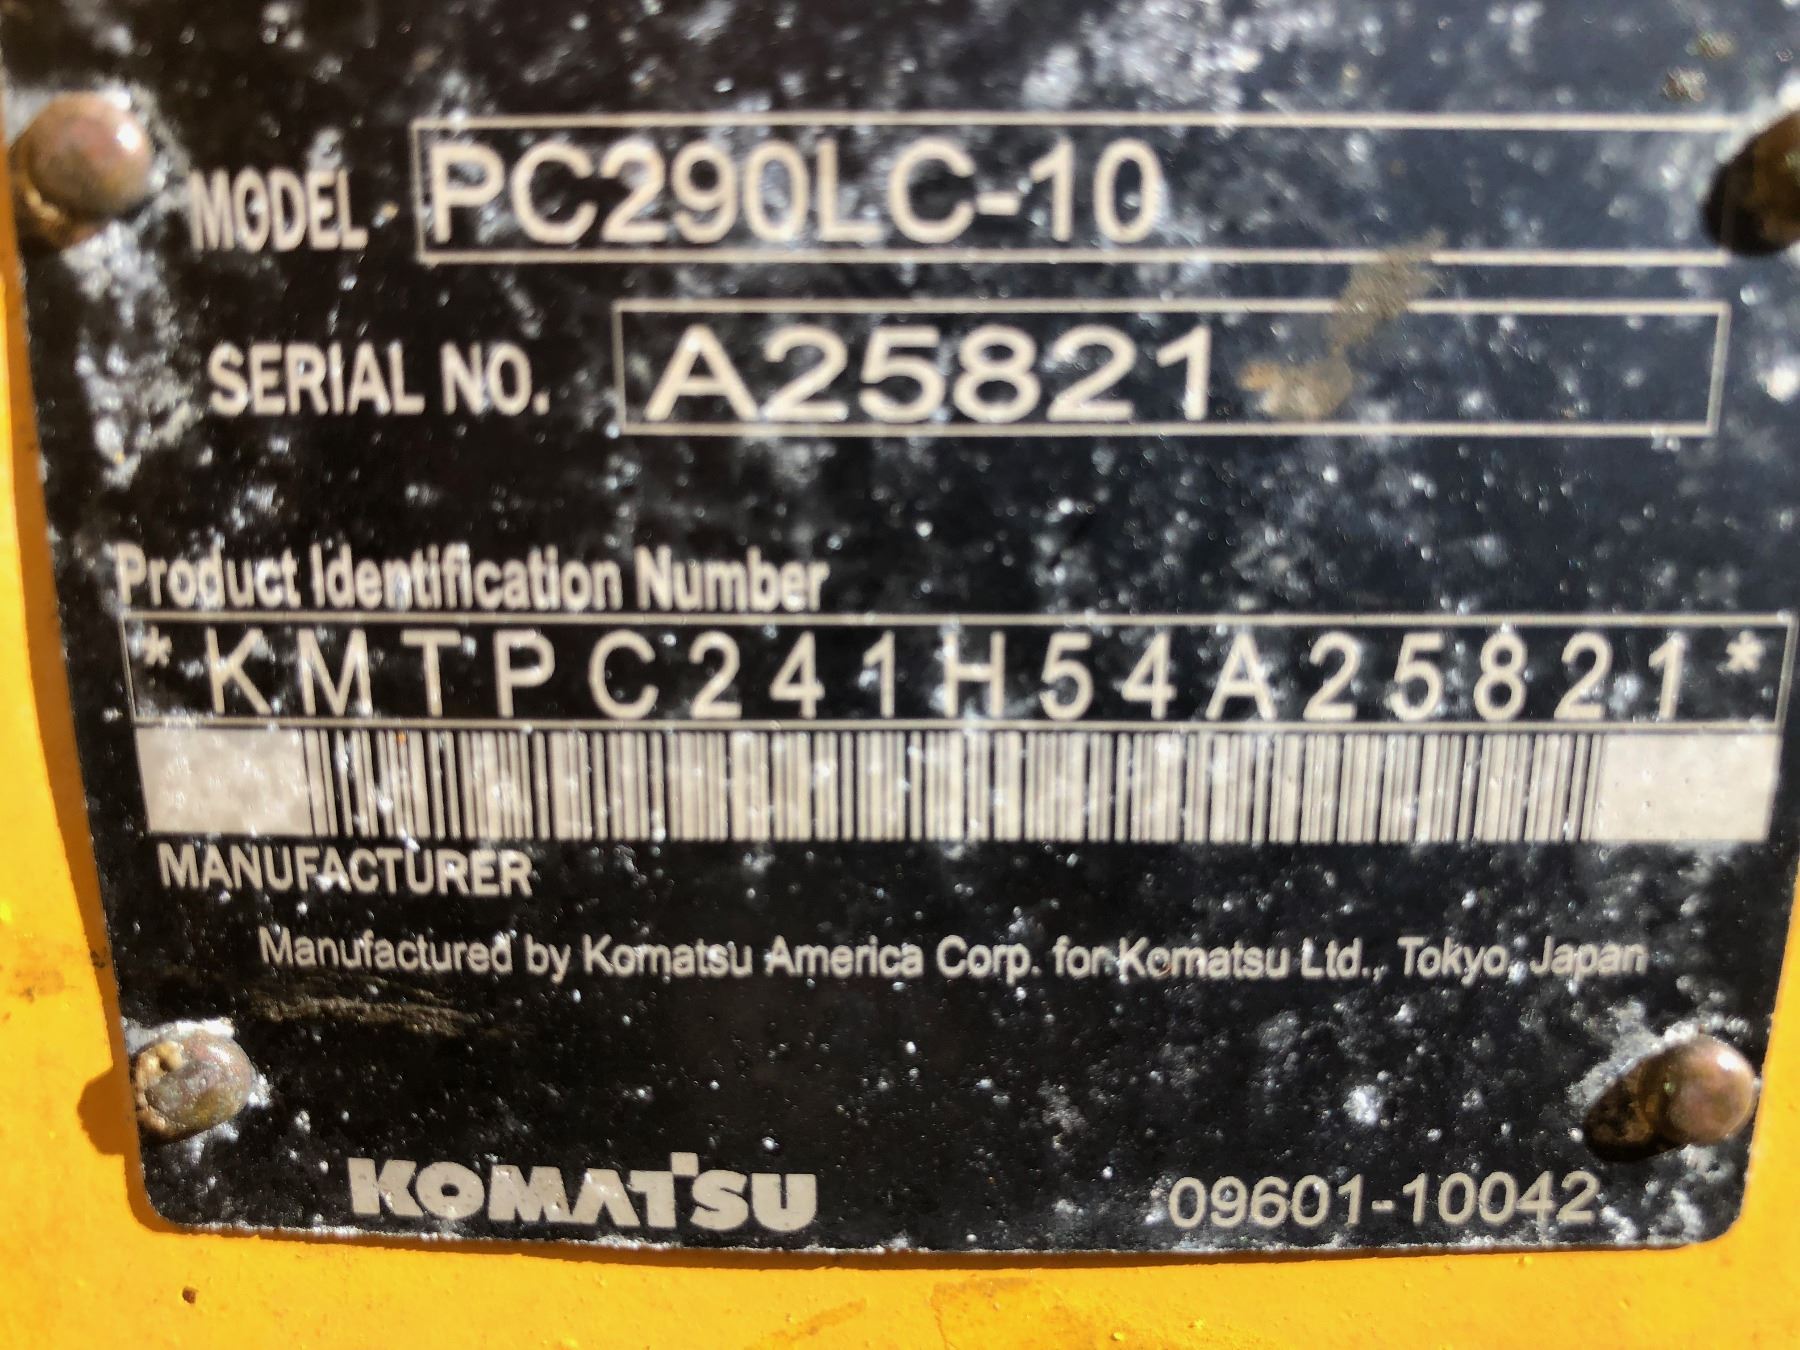 MODEL PC290LC-10
SERIAL NO. A25821
Product Identification Number
*KMTPC241H54A25821*
MANUFACTURER
Manufactured by Komatsu America Corp. for Komatsu Ltd., Tokyo, Japan
KOMATSU 09601-10042